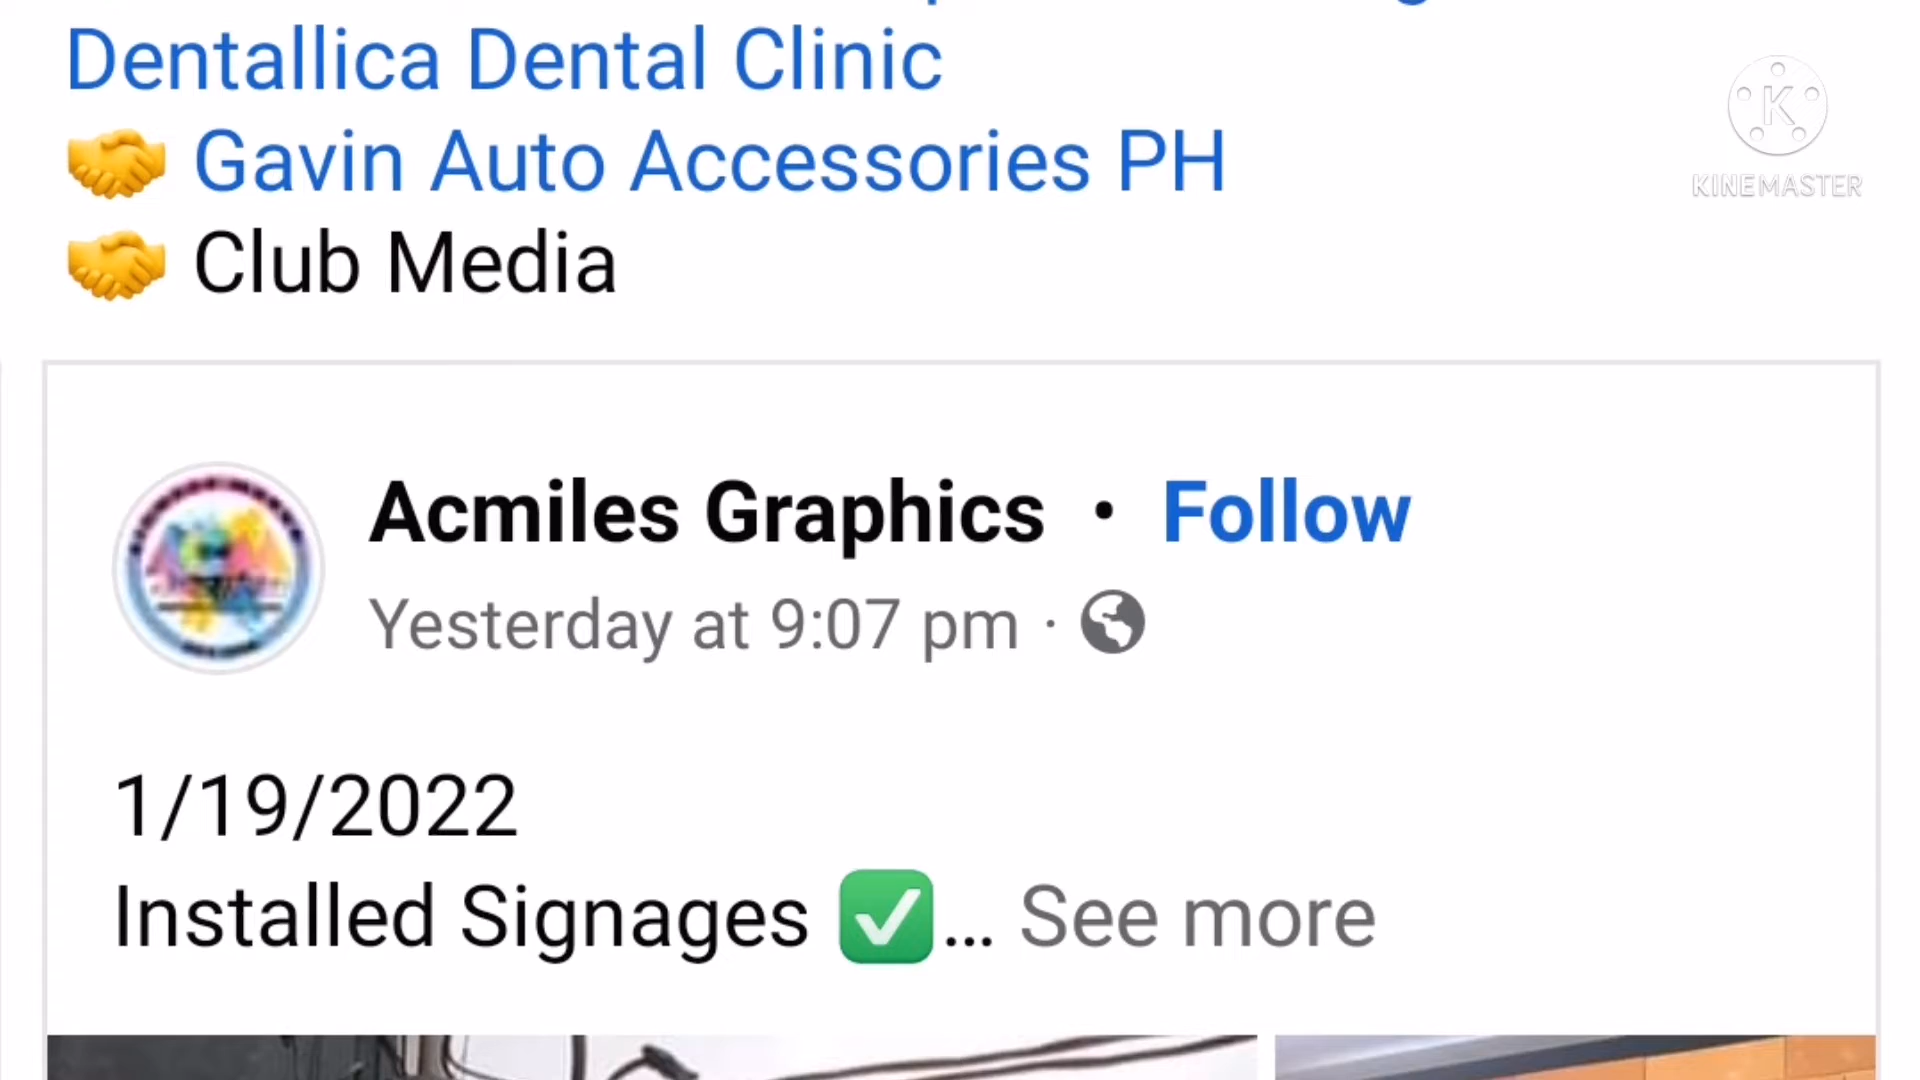 Dentallica Dental Clinic
🤝 Gavin Auto Accessories PH
🤝 Club Media
KINEMASTER
Acmiles Graphics • Follow
Yesterday at 9:07 pm ·
1/19/2022
Installed Signages ✅... See more